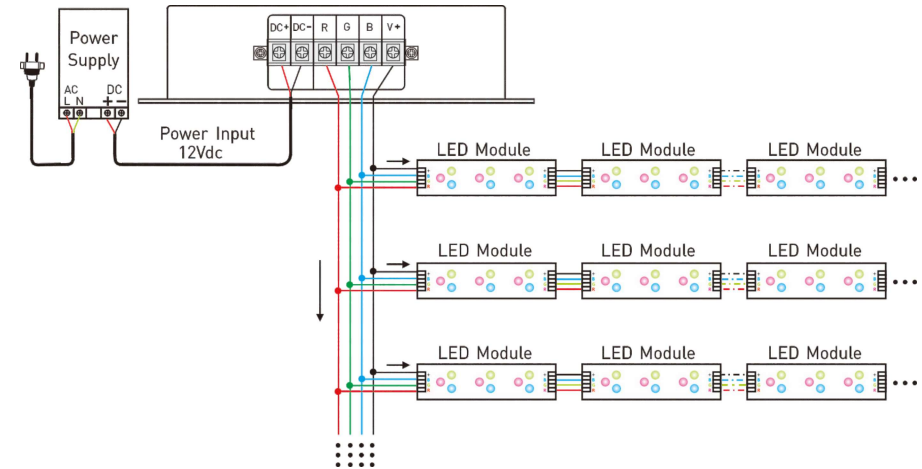 Power
Supply
AC
L N
DC
+ −
DC+ DC− R G B V+
Power Input
12Vdc
LED Module LED Module LED Module
LED Module LED Module LED Module
LED Module LED Module LED Module